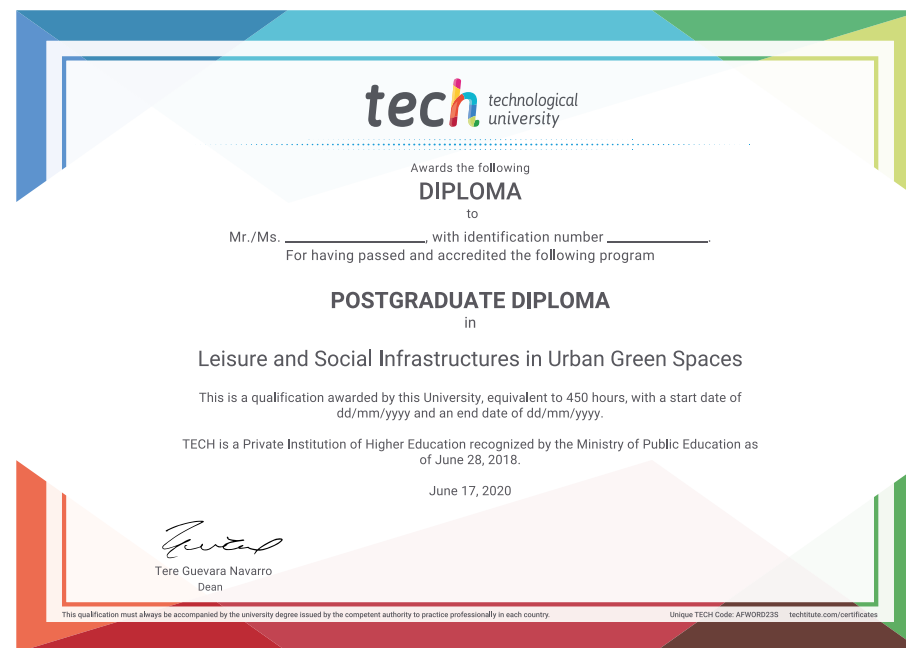 tech technological
university
Awards the following
DIPLOMA
to
Mr./Ms. ____________________, with identification number _______________.
For having passed and accredited the following program
POSTGRADUATE DIPLOMA
in
Leisure and Social Infrastructures in Urban Green Spaces
This is a qualification awarded by this University, equivalent to 450 hours, with a start date of
dd/mm/yyyy and an end date of dd/mm/yyyy.
TECH is a Private Institution of Higher Education recognized by the Ministry of Public Education as
of June 28, 2018.
June 17, 2020
Tere Guevara Navarro
Dean
This qualification must always be accompanied by the university degree issued by the competent authority to practice professionally in each country. Unique TECH Code: AFWORD23S techtitute.com/certificates